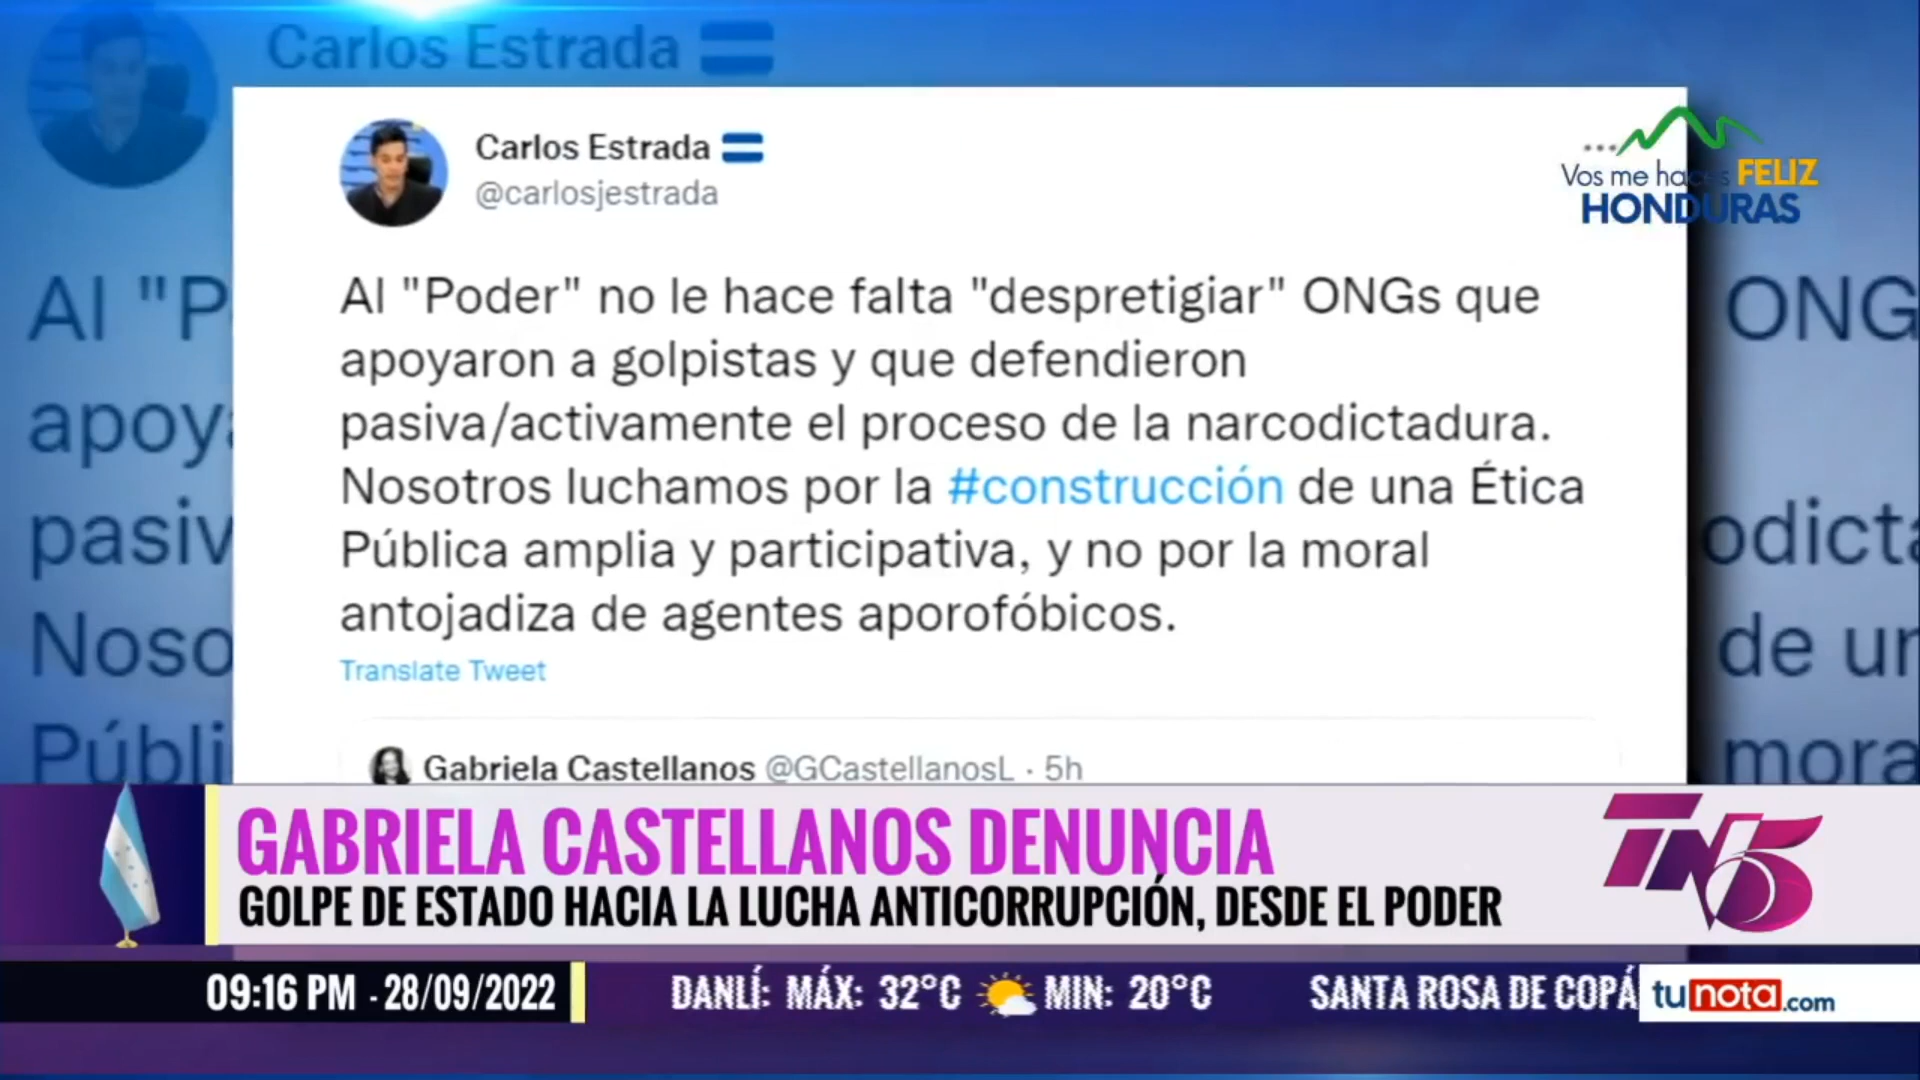 Carlos Estrada
Carlos Estrada
@carlosjestrada
Vos me haces FELIZ
HONDURAS
Al "Poder" no le hace falta "despretigiar" ONGs que
apoyaron a golpistas y que defendieron
pasiva/activamente el proceso de la narcodictadura.
Nosotros luchamos por la #construcción de una Ética
Pública amplia y participativa, y no por la moral
antojadiza de agentes aporofóbicos.
Translate Tweet
Gabriela Castellanos @GCastellanosL · 5h
GABRIELA CASTELLANOS DENUNCIA
GOLPE DE ESTADO HACIA LA LUCHA ANTICORRUPCIÓN, DESDE EL PODER
TN5
09:16 PM - 28/09/2022
DANLÍ: MÁX: 32°C MIN: 20°C
SANTA ROSA DE COPÁ
tunota.com